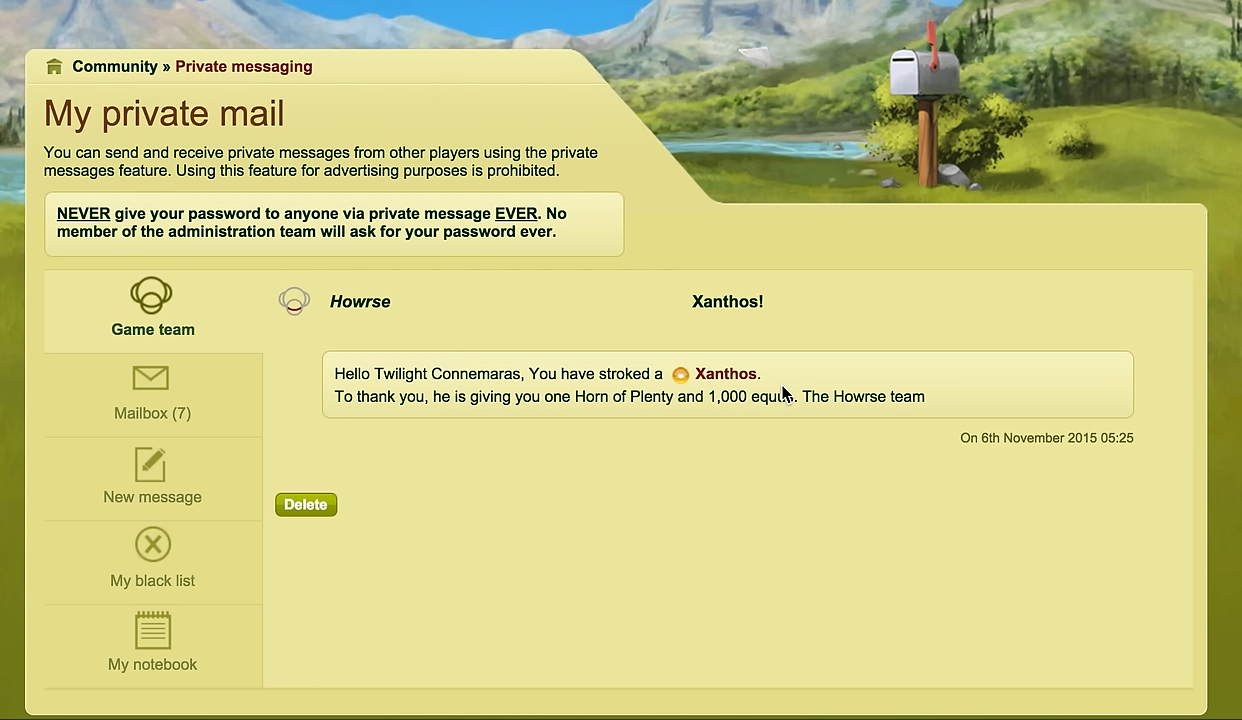 Community » Private messaging
My private mail
You can send and receive private messages from other players using the private
messages feature. Using this feature for advertising purposes is prohibited.
NEVER give your password to anyone via private message EVER. No
member of the administration team will ask for your password ever.
Game team
Mailbox (7)
New message
My black list
My notebook
Howrse
Xanthos!
Hello Twilight Connemaras, You have stroked a Xanthos.
To thank you, he is giving you one Horn of Plenty and 1,000 equus. The Howrse team
On 6th November 2015 05:25
Delete